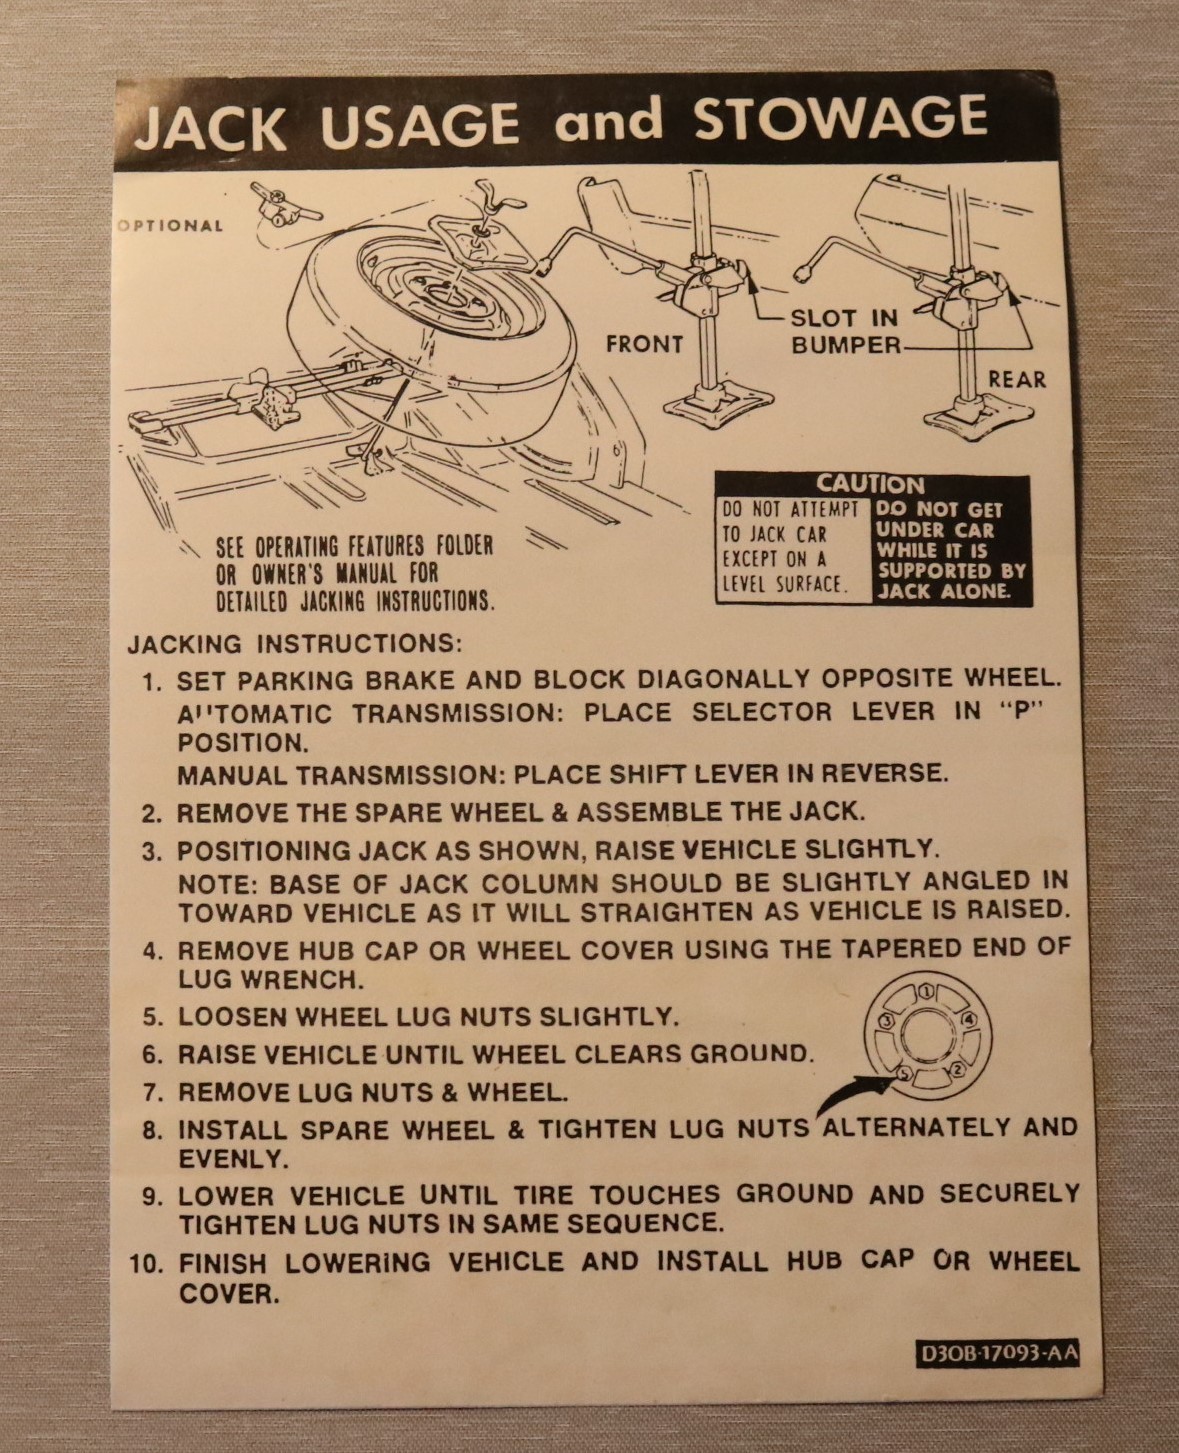 JACK USAGE and STOWAGE
OPTIONAL
FRONT
SLOT IN
BUMPER
REAR
CAUTION
DO NOT ATTEMPT
TO JACK CAR
EXCEPT ON A
LEVEL SURFACE.
DO NOT GET
UNDER CAR
WHILE IT IS
SUPPORTED BY
JACK ALONE.
SEE OPERATING FEATURES FOLDER
OR OWNER'S MANUAL FOR
DETAILED JACKING INSTRUCTIONS.
JACKING INSTRUCTIONS:
1. SET PARKING BRAKE AND BLOCK DIAGONALLY OPPOSITE WHEEL.
AUTOMATIC TRANSMISSION: PLACE SELECTOR LEVER IN "P"
POSITION.
MANUAL TRANSMISSION: PLACE SHIFT LEVER IN REVERSE.
2. REMOVE THE SPARE WHEEL & ASSEMBLE THE JACK.
3. POSITIONING JACK AS SHOWN, RAISE VEHICLE SLIGHTLY.
NOTE: BASE OF JACK COLUMN SHOULD BE SLIGHTLY ANGLED IN
TOWARD VEHICLE AS IT WILL STRAIGHTEN AS VEHICLE IS RAISED.
4. REMOVE HUB CAP OR WHEEL COVER USING THE TAPERED END OF
LUG WRENCH.
5. LOOSEN WHEEL LUG NUTS SLIGHTLY.
6. RAISE VEHICLE UNTIL WHEEL CLEARS GROUND.
7. REMOVE LUG NUTS & WHEEL.
1
3
4
5
2
8. INSTALL SPARE WHEEL & TIGHTEN LUG NUTS ALTERNATELY AND
EVENLY.
9. LOWER VEHICLE UNTIL TIRE TOUCHES GROUND AND SECURELY
TIGHTEN LUG NUTS IN SAME SEQUENCE.
10. FINISH LOWERING VEHICLE AND INSTALL HUB CAP OR WHEEL
COVER.
D3OB-17093-AA